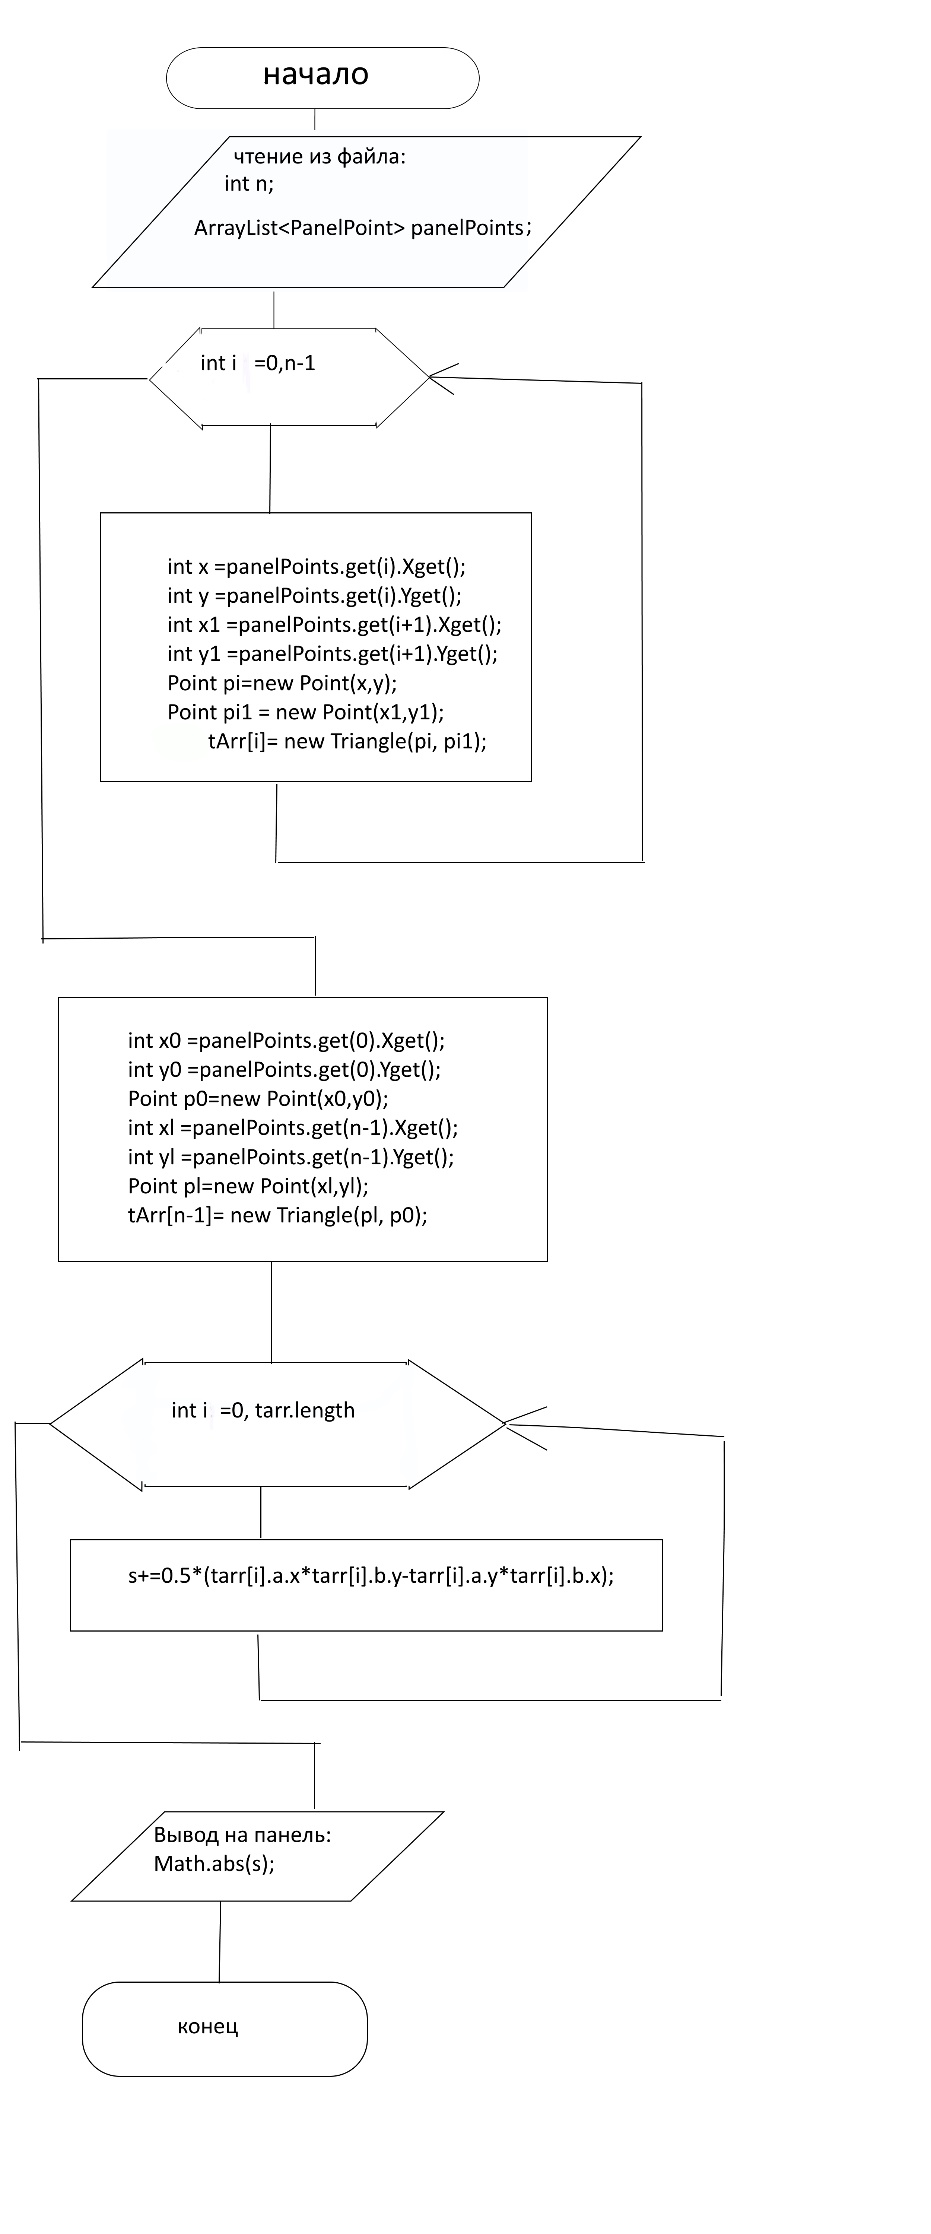 начало
чтение из файла:
int n;
ArrayList<PanelPoint> panelPoints;
int i =0,n-1
int x =panelPoints.get(i).Xget();
int y =panelPoints.get(i).Yget();
int x1 =panelPoints.get(i+1).Xget();
int y1 =panelPoints.get(i+1).Yget();
Point pi=new Point(x,y);
Point pi1 = new Point(x1,y1);
tArr[i]= new Triangle(pi, pi1);
int x0 =panelPoints.get(0).Xget();
int y0 =panelPoints.get(0).Yget();
Point p0=new Point(x0,y0);
int xl =panelPoints.get(n-1).Xget();
int yl =panelPoints.get(n-1).Yget();
Point pl=new Point(xl,yl);
tArr[n-1]= new Triangle(pl, p0);
int i =0, tarr.length
s+=0.5*(tarr[i].a.x*tarr[i].b.y-tarr[i].a.y*tarr[i].b.x);
Вывод на панель:
Math.abs(s);
конец